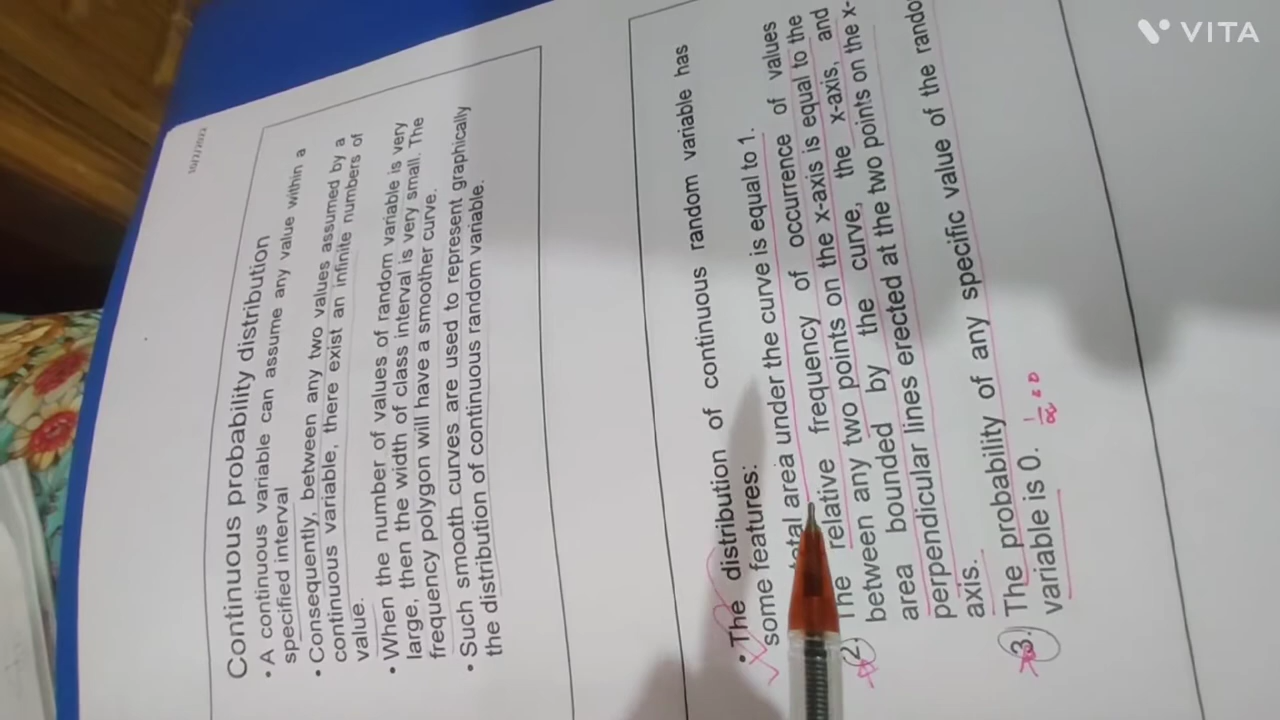 VITA
10/2/2022
Continuous probability distribution
• A continuous variable can assume any value within a
specified interval
• Consequently, between any two values assumed by a
continuous variable, there exist an infinite numbers of
value.
• When the number of values of random variable is very
large, then the width of class interval is very small. The
frequency polygon will have a smoother curve.
• Such smooth curves are used to represent graphically
the distribution of continuous random variable.
• The distribution of continuous random variable has
some features:
area under the curve is equal to 1.
2. The relative frequency of occurrence of values
between any two points on the x-axis is equal to the
area bounded by the curve, the x-axis, and
perpendicular lines erected at the two points on the x-
axis.
3. The probability of any specific value of the rando
variable is 0.